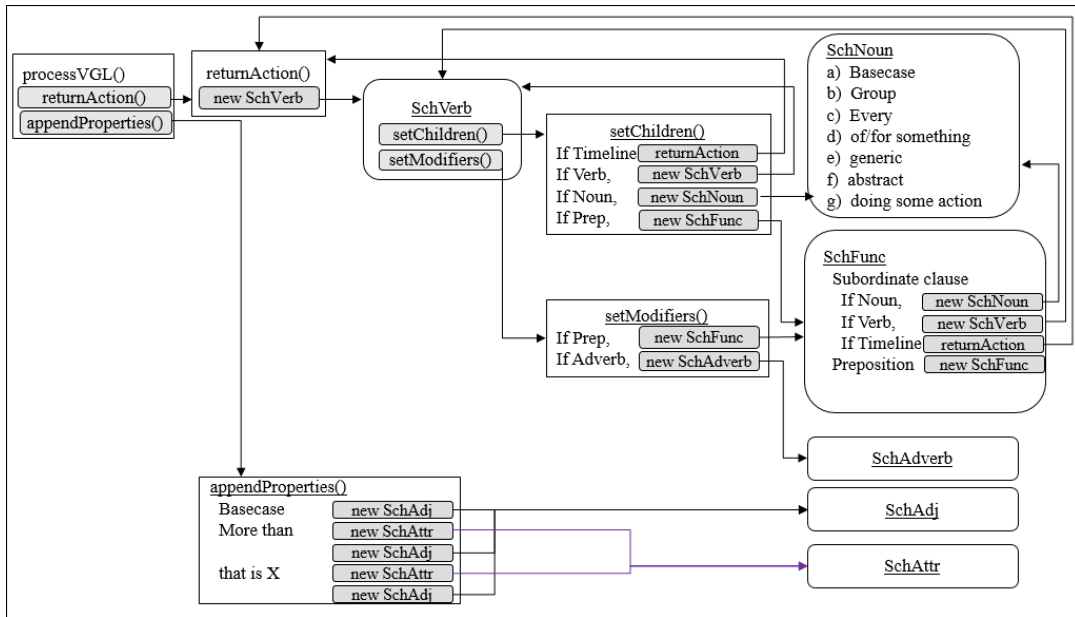 processVGL()
returnAction()
appendProperties()
returnAction()
new SchVerb
SchVerb
setChildren()
setModifiers()
setChildren()
If Timeline returnAction
If Verb, new SchVerb
If Noun, new SchNoun
If Prep, new SchFunc
SchNoun
a) Basecase
b) Group
c) Every
d) of/for something
e) generic
f) abstract
g) doing some action
SchFunc
Subordinate clause
If Noun, new SchNoun
If Verb, new SchVerb
If Timeline returnAction
Preposition new SchFunc
setModifiers()
If Prep, new SchFunc
If Adverb, new SchAdverb
SchAdverb
appendProperties()
Basecase new SchAdj
More than new SchAttr
new SchAdj
that is X new SchAttr
new SchAdj
SchAdj
SchAttr